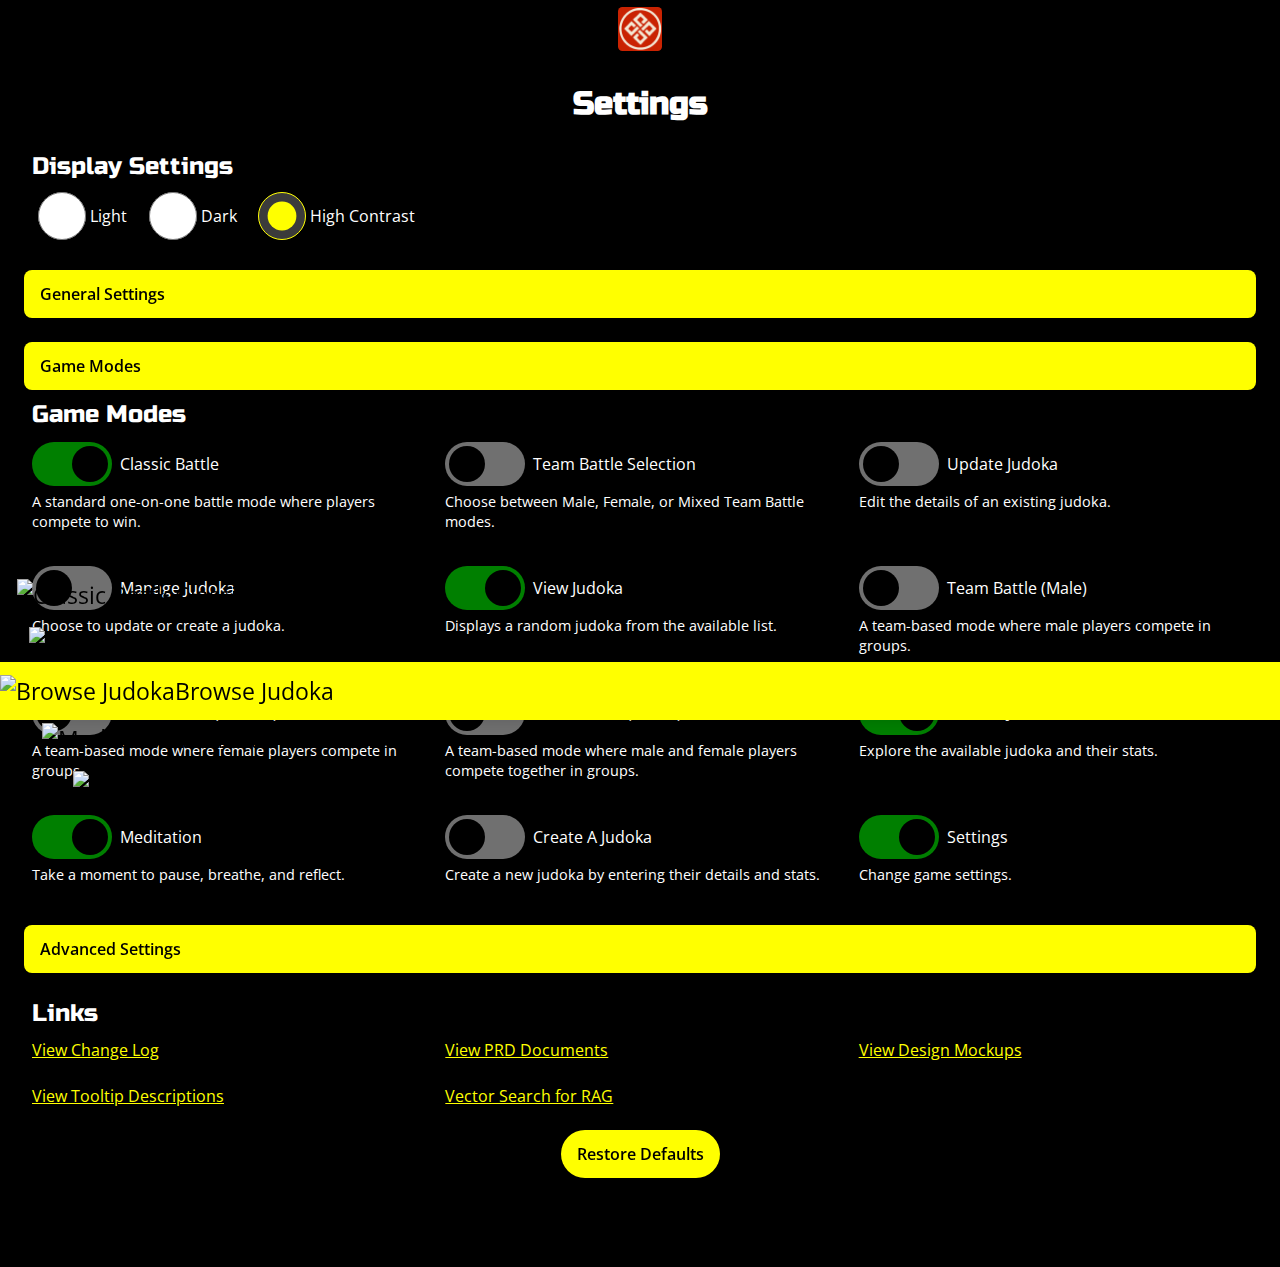 Settings
Display Settings
Light Dark High Contrast
General Settings
Game Modes
Game Modes
Classic Battle
Team Battle Selection
Update Judoka
A standard one-on-one battle mode where players
compete to win.
Choose between Male, Female, or Mixed Team Battle
modes.
Edit the details of an existing judoka.
Manage Judoka
View Judoka
Team Battle (Male)
Classic
Choose to update or create a judoka.
Displays a random judoka from the available list.
A team-based mode where male players compete in
groups.
Browse JudokaBrowse Judoka
A team-based mode where female players compete in
groups.
A team-based mode where male and female players
compete together in groups.
Explore the available judoka and their stats.
Meditation
Create A Judoka
Settings
Take a moment to pause, breathe, and reflect.
Create a new judoka by entering their details and stats.
Change game settings.
Advanced Settings
Links
View Change Log
View PRD Documents
View Design Mockups
View Tooltip Descriptions
Vector Search for RAG
Restore Defaults